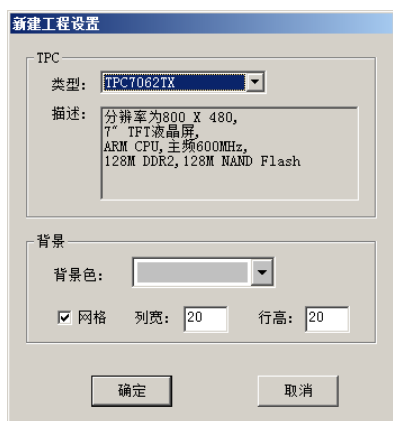 新建工程设置
TPC
类型: TPC7062TX
描述: 分辨率为800 X 480,
7″ TFT液晶屏,
ARM CPU,主频600MHz,
128M DDR2,128M NAND Flash
背景
背景色:
网格 列宽: 20 行高: 20
确定 取消